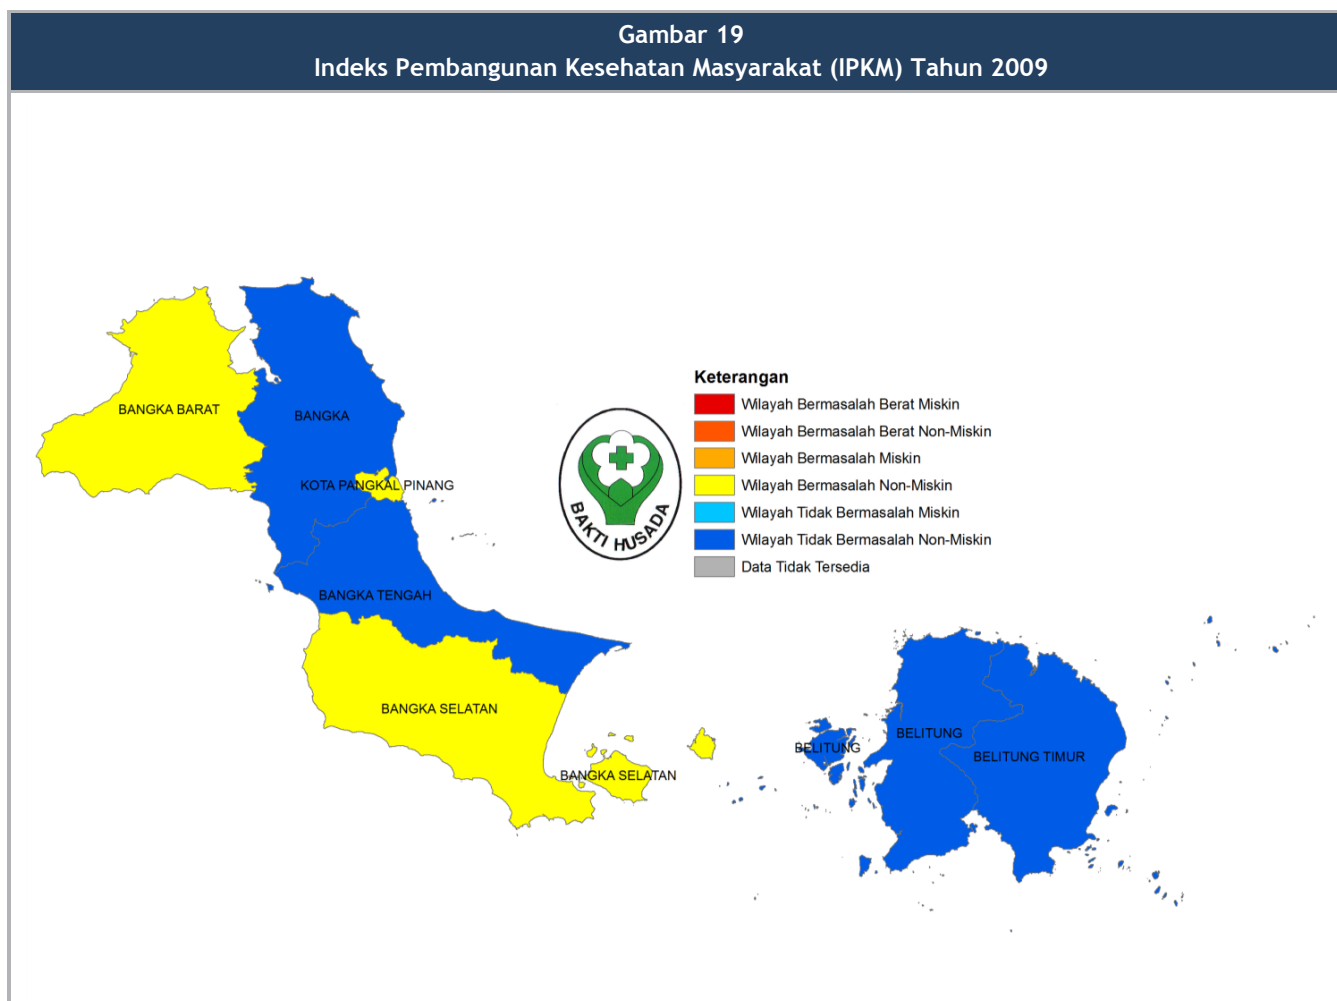 Gambar 19
Indeks Pembangunan Kesehatan Masyarakat (IPKM) Tahun 2009
BANGKA BARAT
BANGKA
KOTA PANGKAL PINANG
BANGKA TENGAH
BANGKA SELATAN
BANGKA SELATAN
BAKTI HUSADA
Keterangan
Wilayah Bermasalah Berat Miskin
Wilayah Bermasalah Berat Non-Miskin
Wilayah Bermasalah Miskin
Wilayah Bermasalah Non-Miskin
Wilayah Tidak Bermasalah Miskin
Wilayah Tidak Bermasalah Non-Miskin
Data Tidak Tersedia
BELITUNG
BELITUNG
BELITUNG TIMUR